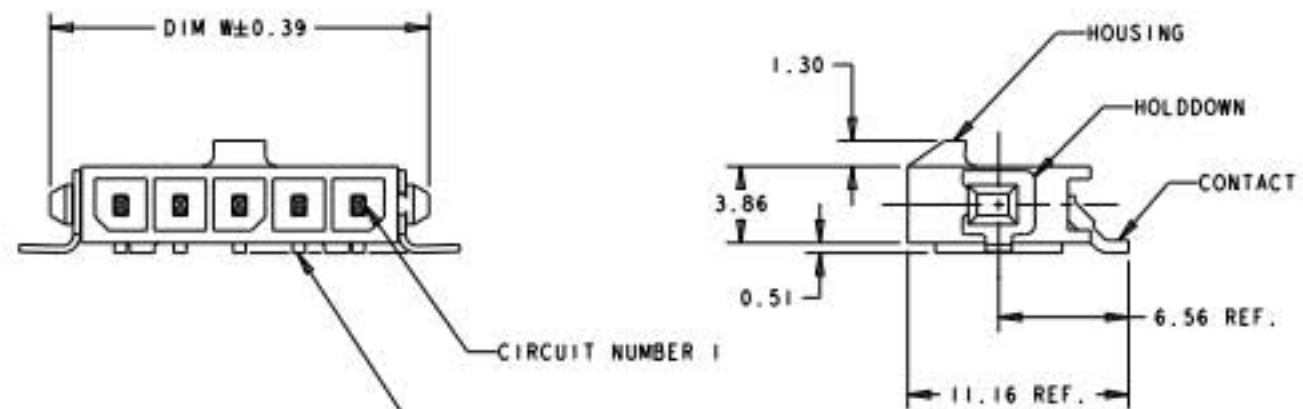 DIM W±0.39
HOUSING
1.30
HOLDDOWN
CONTACT
3.86
0.51
6.56 REF.
CIRCUIT NUMBER 1
11.16 REF.